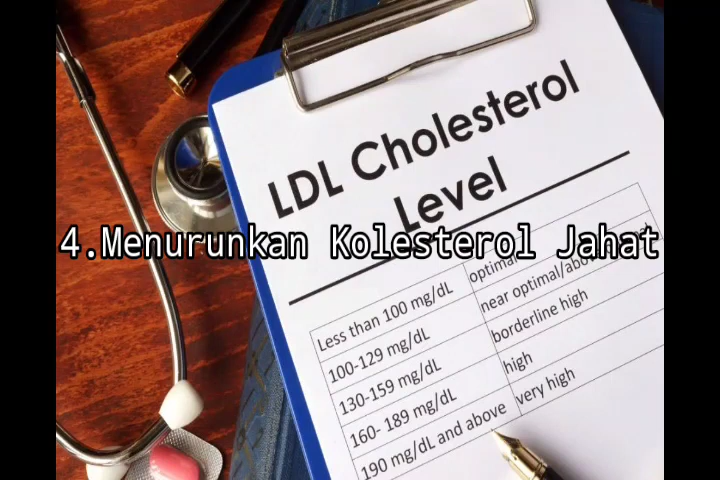 LDL Cholesterol
Level
4.Menurunkan Kolesterol Jahat
Less than 100 mg/dL optimal
100-129 mg/dL near optimal/
130-159 mg/dL borderline high
160- 189 mg/dL high
190 mg/dL and above very high